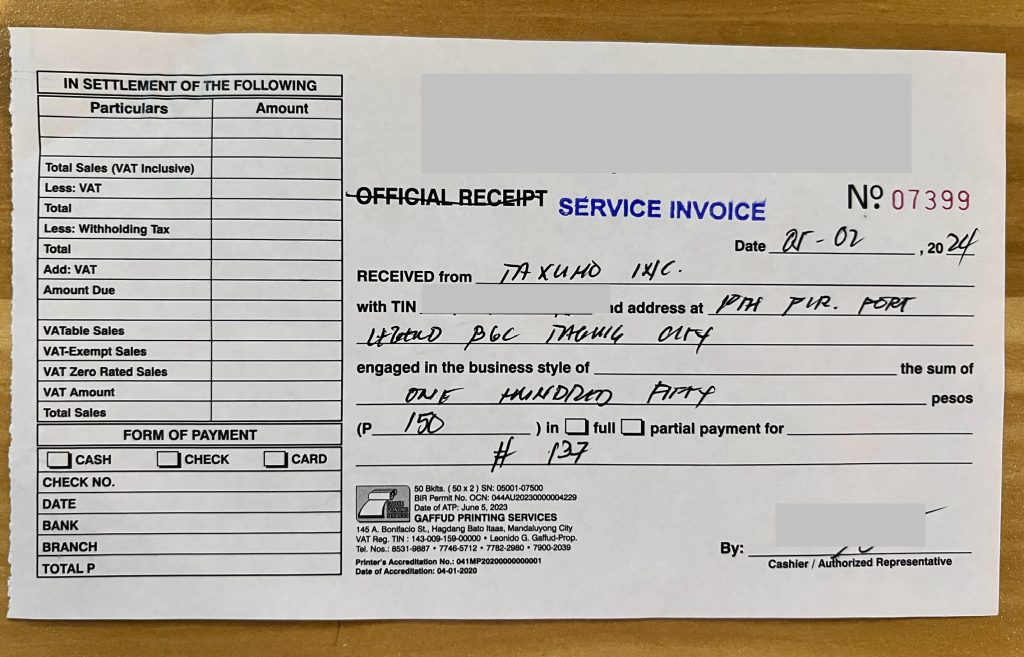 IN SETTLEMENT OF THE FOLLOWING
Particulars Amount
Total Sales (VAT Inclusive)
Less: VAT
Total
Less: Withholding Tax
Total
Add: VAT
Amount Due
VATable Sales
VAT-Exempt Sales
VAT Zero Rated Sales
VAT Amount
Total Sales
FORM OF PAYMENT
CASH CHECK CARD
CHECK NO.
DATE
BANK
BRANCH
TOTAL P
OFFICIAL RECEIPT SERVICE INVOICE Nº 07399
Date 25-02, 2024
RECEIVED from TAXUMO INC.
with TIN nd address at FLR. FORT
LEGEND BGC TAGUIG CITY
engaged in the business style of the sum of
ONE HUNDRED FIFTY pesos
(P 150 ) in full partial payment for
# 137
50 Bklts. (50 x 2) SN: 05001-07500
BIR Permit No. OCN: 044AU20230000004229
Date of ATP: June 5, 2023
GAFFUD PRINTING SERVICES
145 A. Bonifacio St., Hagdang Bato Itaas, Mandaluyong City
VAT Reg. TIN : 143-009-159-00000 • Leonido G. Gaffud-Prop.
Tel. Nos.: 8531-9887 • 7746-5712 • 7782-2980 • 7900-2039
Printer's Accreditation No.: 041MP20200000000001
Date of Accreditation: 04-01-2020
By:
Cashier / Authorized Representative